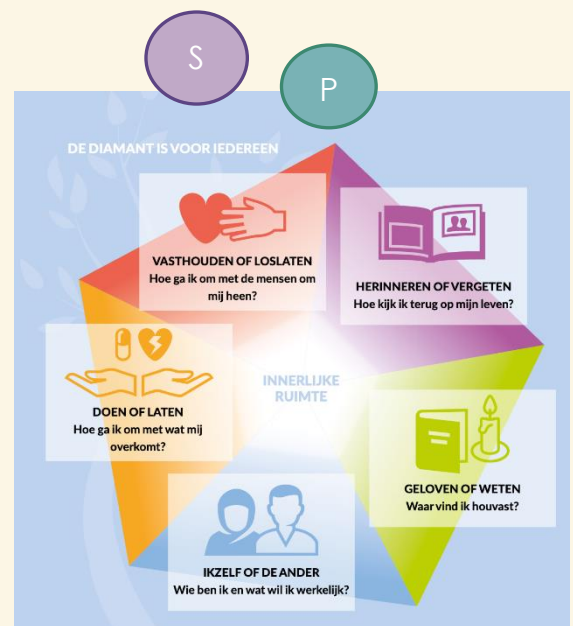 S
P
DE DIAMANT IS VOOR IEDEREEN
VASTHOUDEN OF LOSLATEN
Hoe ga ik om met de mensen om
mij heen?
HERINNEREN OF VERGETEN
Hoe kijk ik terug op mijn leven?
DOEN OF LATEN
Hoe ga ik om met wat mij
overkomt?
INNERLIJKE
RUIMTE
GELOVEN OF WETEN
Waar vind ik houvast?
IKZELF OF DE ANDER
Wie ben ik en wat wil ik werkelijk?